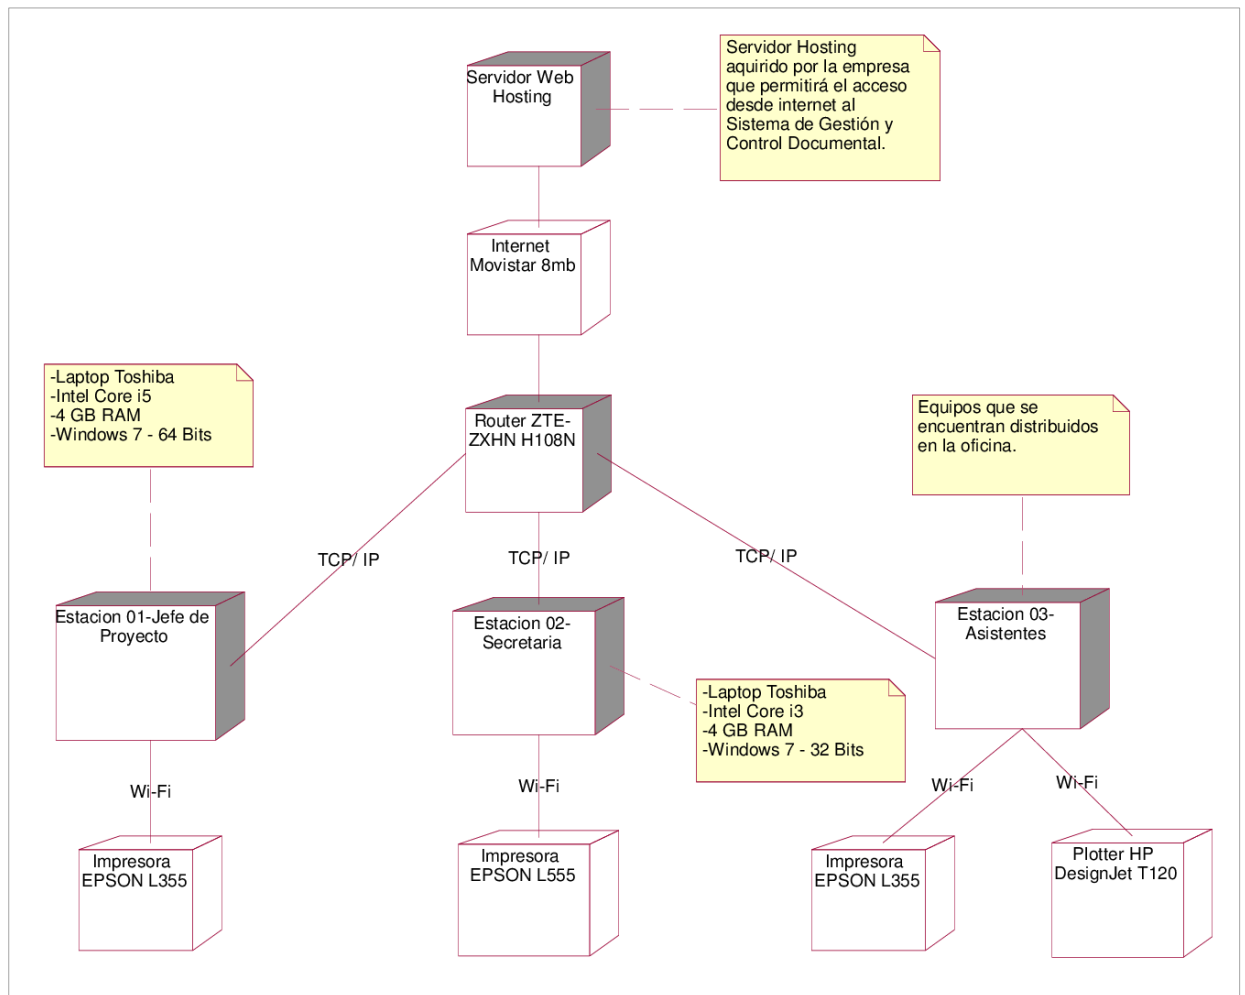 Servidor Web
Hosting
Servidor Hosting
aquirido por la empresa
que permitirá el acceso
desde internet al
Sistema de Gestión y
Control Documental.
Internet
Movistar 8mb
-Laptop Toshiba
-Intel Core i5
-4 GB RAM
-Windows 7 - 64 Bits
Router ZTE-
ZXHN H108N
Equipos que se
encuentran distribuidos
en la oficina.
TCP/ IP
TCP/ IP
TCP/ IP
Estacion 01-Jefe de
Proyecto
Estacion 02-
Secretaria
Estacion 03-
Asistentes
-Laptop Toshiba
-Intel Core i3
-4 GB RAM
-Windows 7 - 32 Bits
Wi-Fi
Wi-Fi
Wi-Fi
Wi-Fi
Impresora
EPSON L355
Impresora
EPSON L555
Impresora
EPSON L355
Plotter HP
DesignJet T120